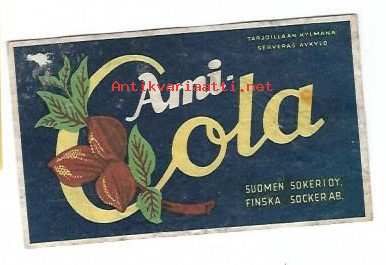 TARJOILLAAN KYLMÄNÄ
SERVERAS AVKYLD
Ami-
Cola
Antikvariaatti.net
SUOMEN SOKERI OY.
FINSKA SOCKER AB.